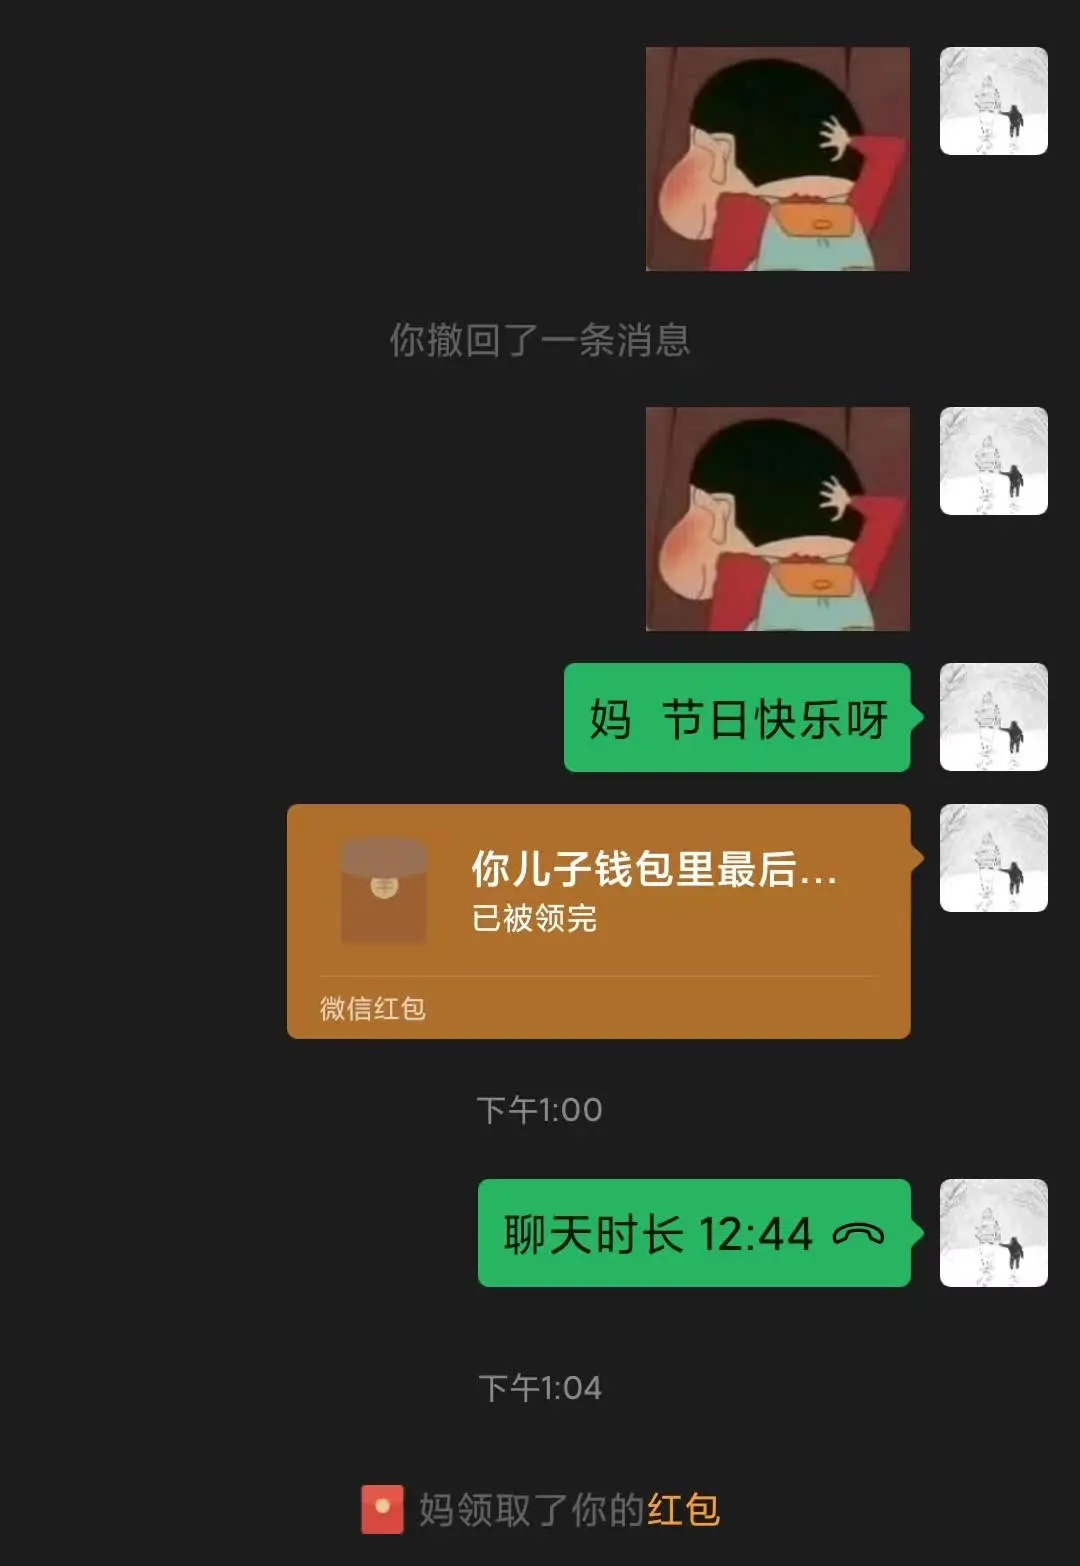 你撤回了一条消息
妈 节日快乐呀
你儿子钱包里最后...
已被领完
微信红包
下午1:00
聊天时长 12:44
下午1:04
妈领取了你的红包